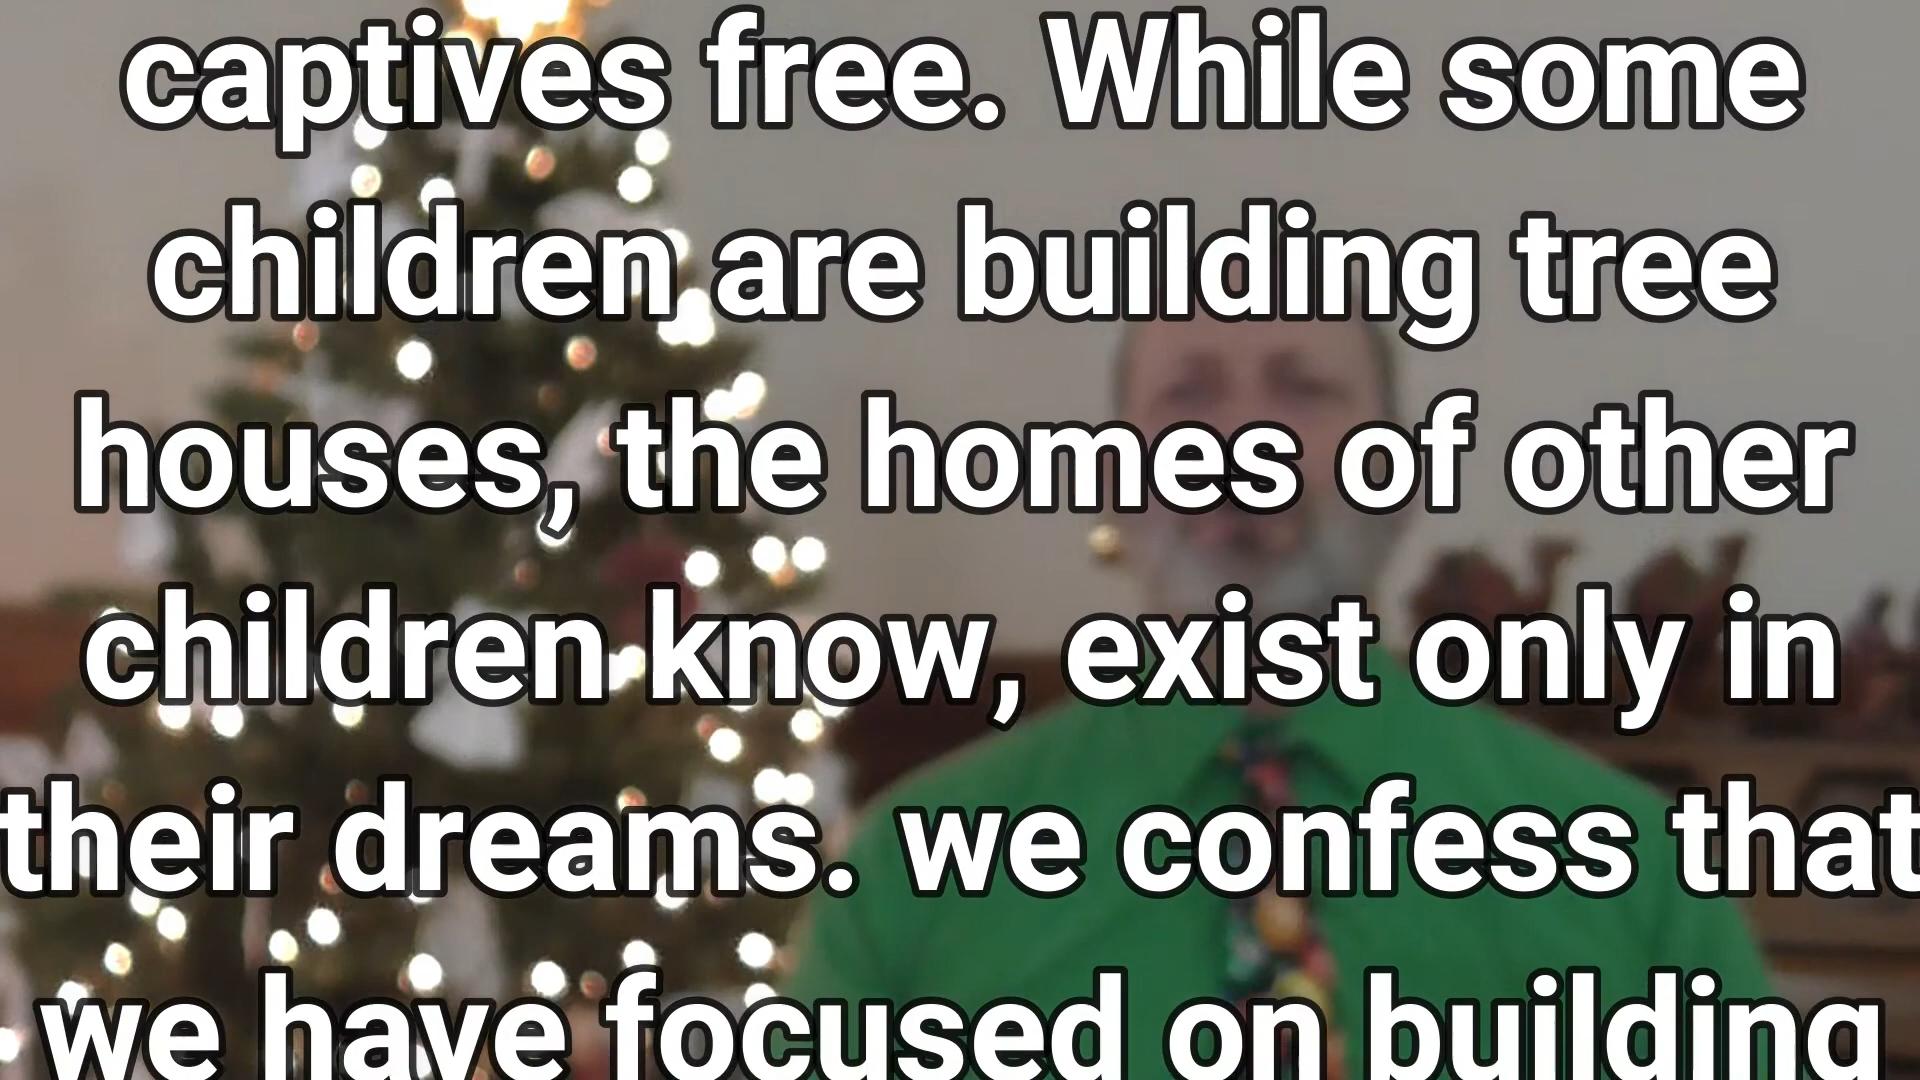 captives free. While some
children are building tree
houses, the homes of other
children know, exist only in
their dreams. we confess that
we have focused on building